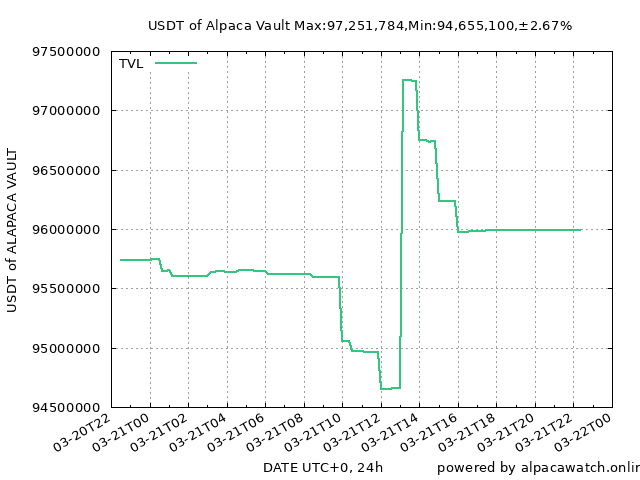 USDT of Alpaca Vault Max:97,251,784,Min:94,655,100,±2.67%
97500000
97000000
96500000
96000000
95500000
95000000
94500000
USDT of ALAPACA VAULT
TVL
03-20T22
03-21T00
03-21T02
03-21T04
03-21T06
03-21T08
03-21T10
03-21T12
03-21T14
03-21T16
03-21T18
03-21T20
03-21T22
03-22T00
DATE UTC+0, 24h
powered by alpacawatch.onlin